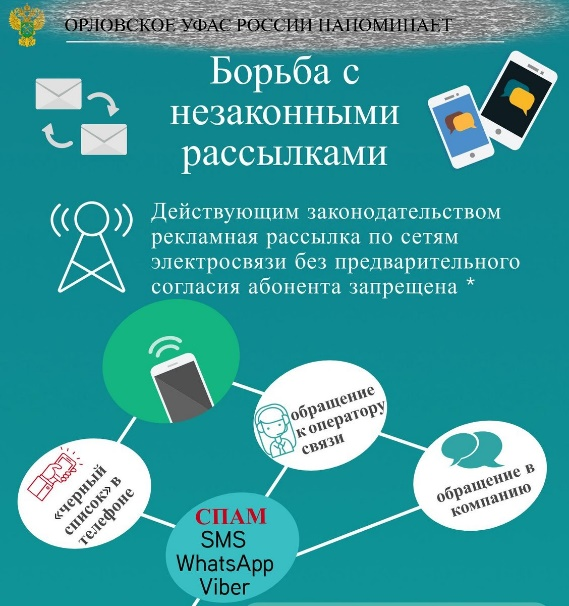 ОРЛОВСКОЕ УФАС РОССИИ НАПОМИНАЕТ
Борьба с
незаконными
рассылками
Действующим законодательством
рекламная рассылка по сетям
электросвязи без предварительного
согласия абонента запрещена *
обращение
к оператору
связи
«черный
список» в
телефоне
обращение в
компанию
СПАМ
SMS
WhatsApp
Viber